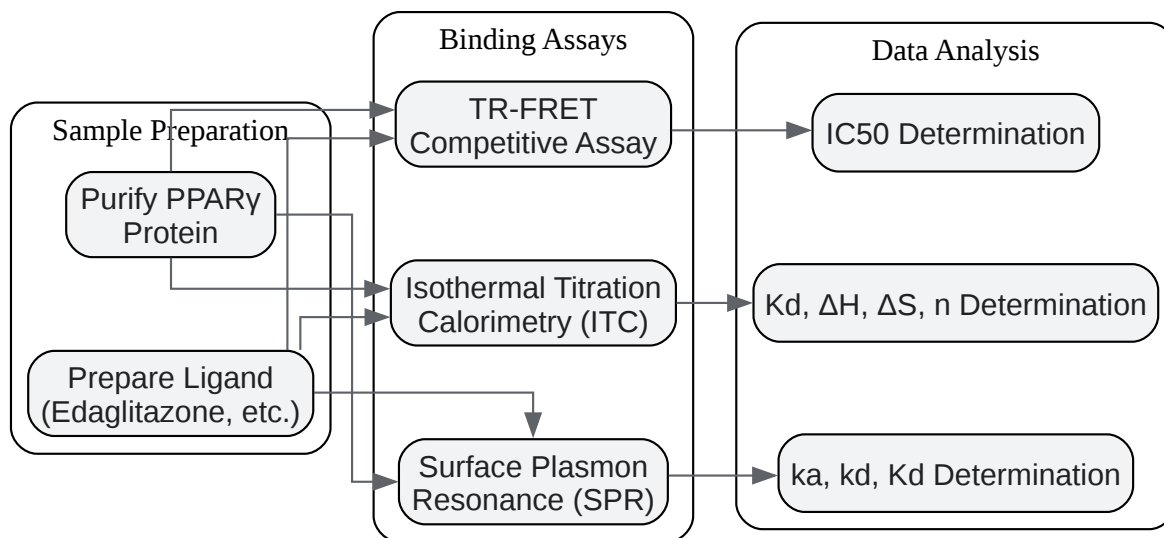 Sample Preparation
Purify PPARγ
Protein
Prepare Ligand
(Edaglitazone, etc.)
Binding Assays
TR-FRET
Competitive Assay
Isothermal Titration
Calorimetry (ITC)
Surface Plasmon
Resonance (SPR)
Data Analysis
IC50 Determination
Kd, ΔH, ΔS, n Determination
ka, kd, Kd Determination